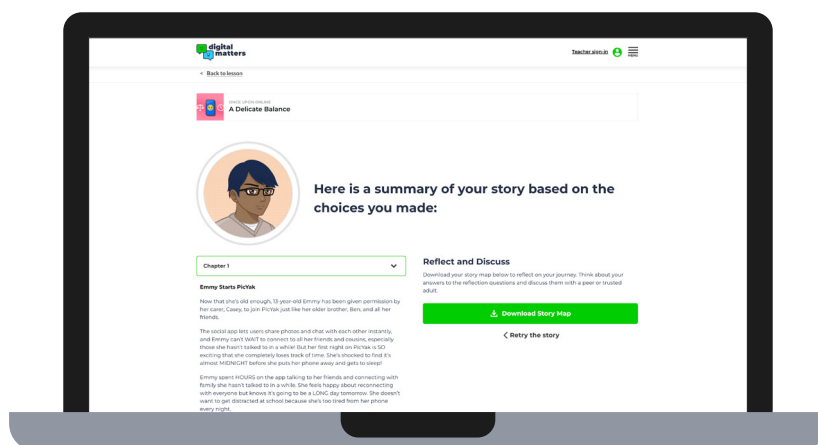 digital
matters
Teacher sign-in
MENU
< Back to lesson
ONCE UPON ONLINE
A Delicate Balance
Here is a summary of your story based on the
choices you made:
Chapter 1
Emmy Starts PicYak
Now that she's old enough, 13-year-old Emmy has been given permission by
her carer, Casey, to join PicYak just like her older brother, Ben, and all her
friends.
The social app lets users share photos and chat with each other instantly,
and Emmy can't WAIT to connect to all her friends and cousins, especially
those she hasn't talked to in a while! But her first night on PicYak is SO
exciting that she completely loses track of time. She's shocked to find it's
almost MIDNIGHT before she puts her phone away and gets to sleep!
Emmy spent HOURS on the app talking to her friends and connecting with
family she hasn't talked to in a while. She feels happy about reconnecting
with everyone but knows it's going to be a LONG day tomorrow. She doesn't
want to get distracted at school because she's too tired from her phone
every night.
Reflect and Discuss
Download your story map below to reflect on your journey. Think about your
answers to the reflection questions and discuss them with a peer or trusted
adult.
Download Story Map
< Retry the story